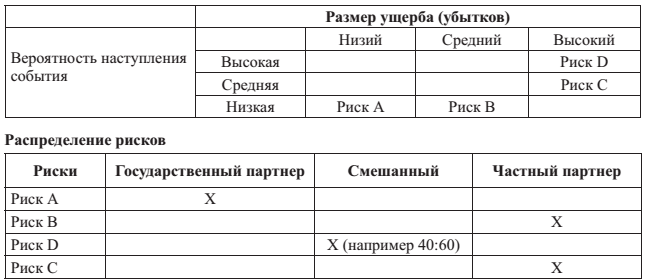 Размер ущерба (убытков)
Вероятность наступления события
Низий Средний Высокий
Высокая Риск D
Средняя Риск C
Низкая Риск A Риск B
Распределение рисков
Риски Государственный партнер Смешанный Частный партнер
Риск A X
Риск B X
Риск D X (например 40:60)
Риск C X